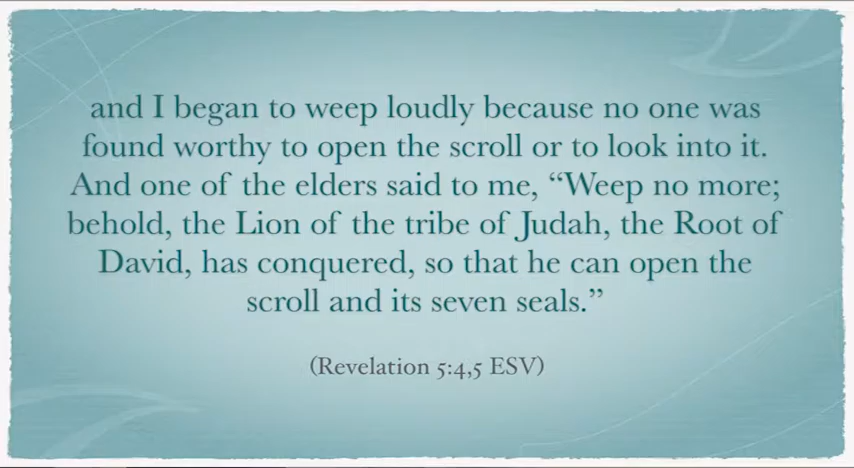 and I began to weep loudly because no one was
found worthy to open the scroll or to look into it.
And one of the elders said to me, “Weep no more;
behold, the Lion of the tribe of Judah, the Root of
David, has conquered, so that he can open the
scroll and its seven seals.”
(Revelation 5:4,5 ESV)